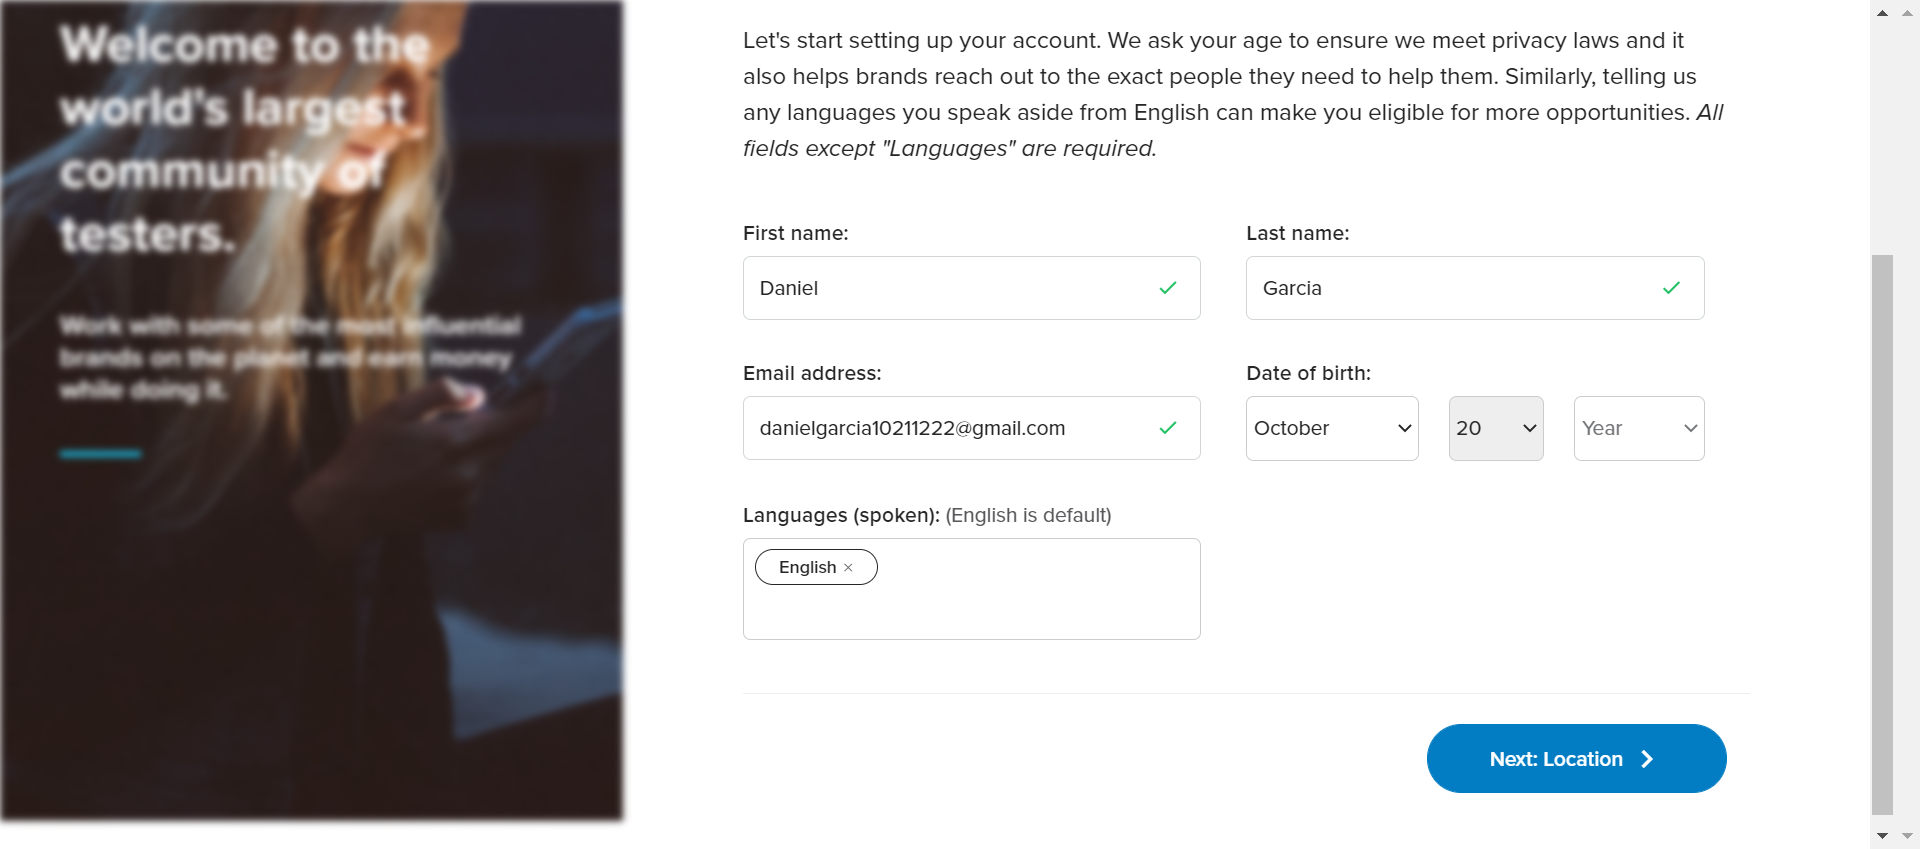 Welcome to the
world's largest
community of
testers.
Work with some of the most influential
brands on the planet and earn money
while doing it.
Let's start setting up your account. We ask your age to ensure we meet privacy laws and it
also helps brands reach out to the exact people they need to help them. Similarly, telling us
any languages you speak aside from English can make you eligible for more opportunities. All
fields except "Languages" are required.
First name:
Last name:
Daniel
Garcia
Email address:
Date of birth:
danielgarcia10211222@gmail.com
October
20
Year
Languages (spoken): (English is default)
English ×
Next: Location